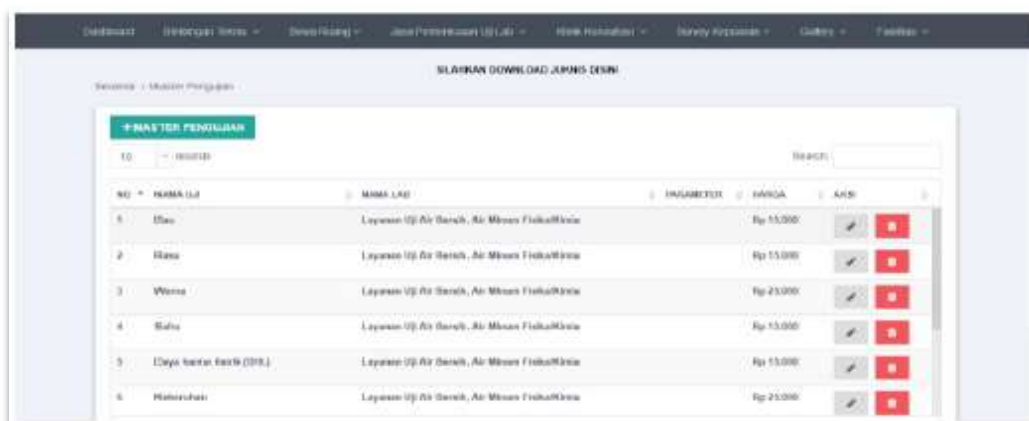 Dashboard Bimbingan Teknis Sewa Ruang Jasa Pemeriksaan Uji Lab Klinik Konsultasi Survey Kepuasan Gallery Fasilitas
SILAHKAN DOWNLOAD JUKNIS DISINI
Beranda / Master Pengujian
+MASTER PENGUJIAN
10 records Search:
NO NAMA UJI NAMA LAB PARAMETER HARGA AKSI
1 Bau Layanan Uji Air Bersih, Air Minum Fisika/Kimia Rp 15.000
2 Rasa Layanan Uji Air Bersih, Air Minum Fisika/Kimia Rp 15.000
3 Warna Layanan Uji Air Bersih, Air Minum Fisika/Kimia Rp 25.000
4 Suhu Layanan Uji Air Bersih, Air Minum Fisika/Kimia Rp 15.000
5 Daya hantar listrik (DHL) Layanan Uji Air Bersih, Air Minum Fisika/Kimia Rp 15.000
6 Kekeruhan Layanan Uji Air Bersih, Air Minum Fisika/Kimia Rp 25.000